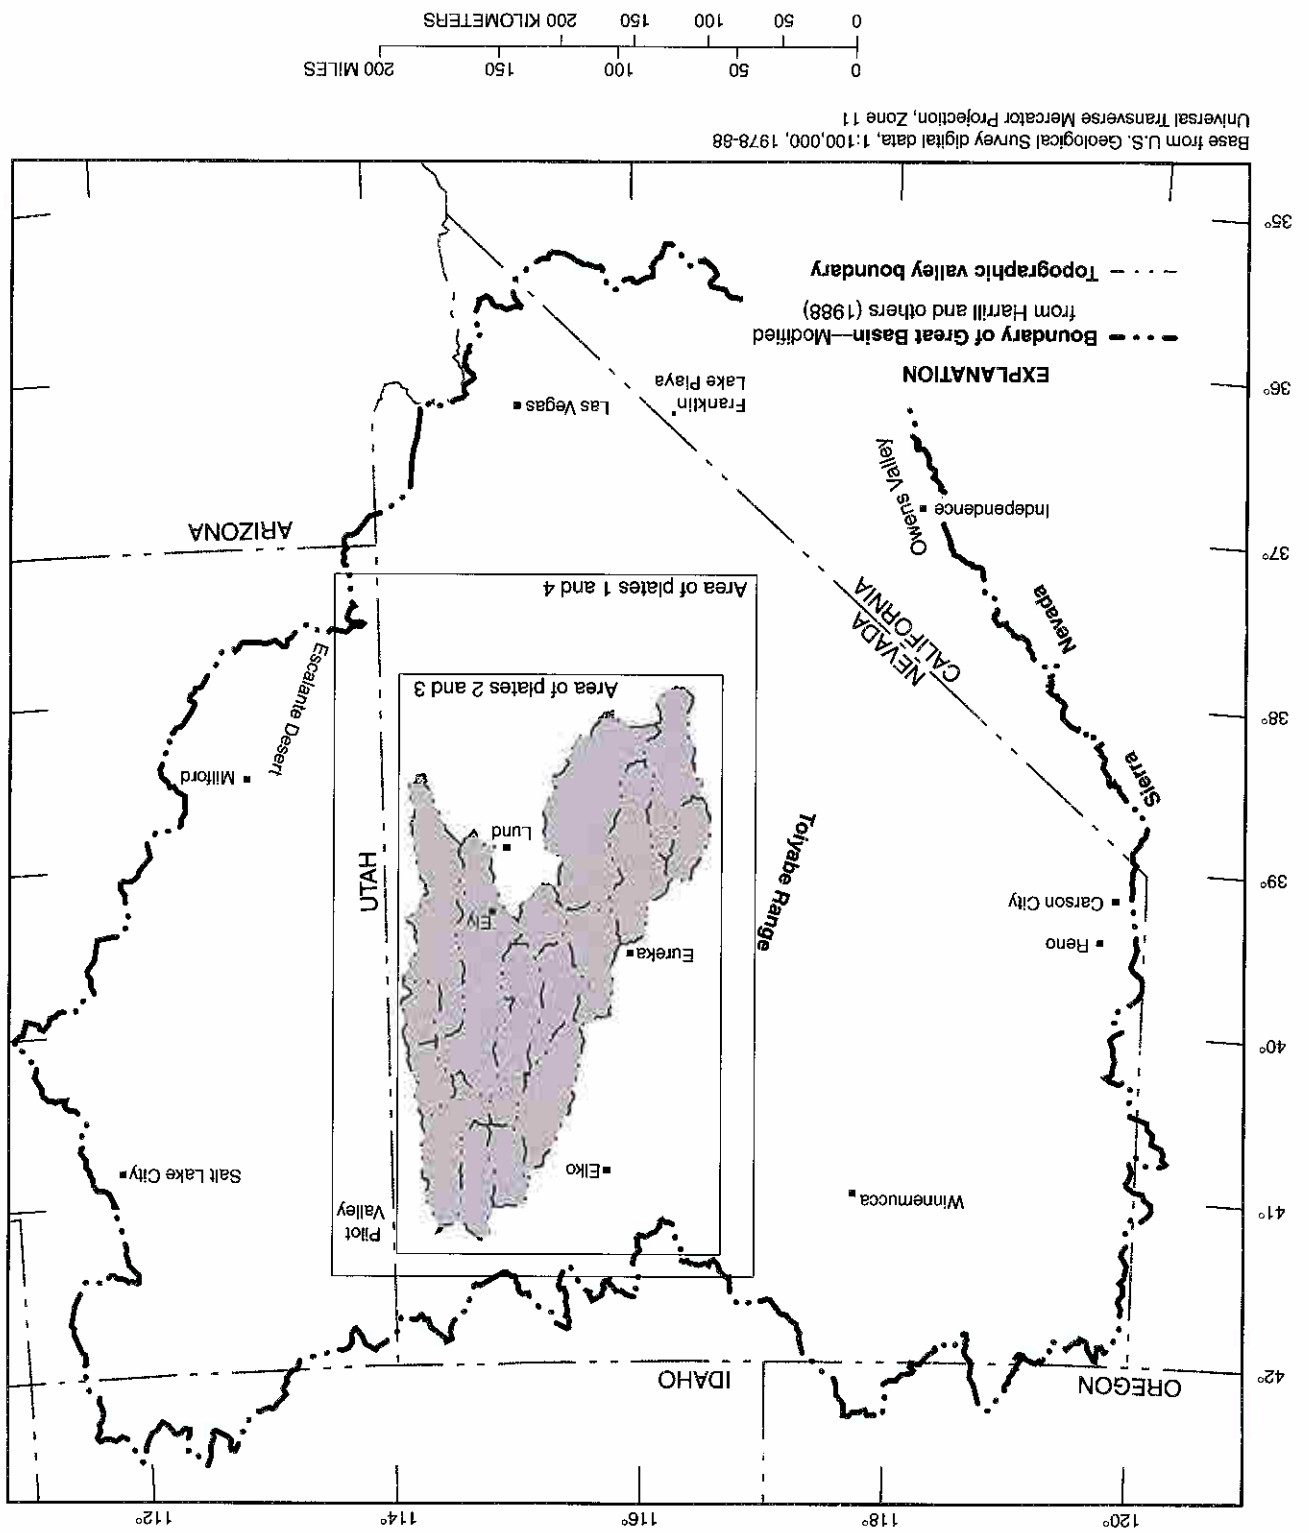 120°
118°
116°
114°
112°
42°
41°
40°
39°
38°
37°
36°
35°
OREGON
IDAHO
Winnemucca
Elko
Pilot
Valley
Salt Lake City
Reno
Carson City
Eureka
Ely
Toiyabe Range
Lund
UTAH
Sierra
Nevada
Milford
Escalante Desert
Area of plates 2 and 3
NEVADA
CALIFORNIA
Area of plates 1 and 4
ARIZONA
Independence
Owens Valley
Franklin
Lake Playa
Las Vegas
EXPLANATION
Boundary of Great Basin—Modified
from Harrill and others (1988)
Topographic valley boundary
Base from U.S. Geological Survey digital data, 1:100,000, 1978-88
Universal Transverse Mercator Projection, Zone 11
0 50 100 150 200 MILES
0 50 100 150 200 KILOMETERS